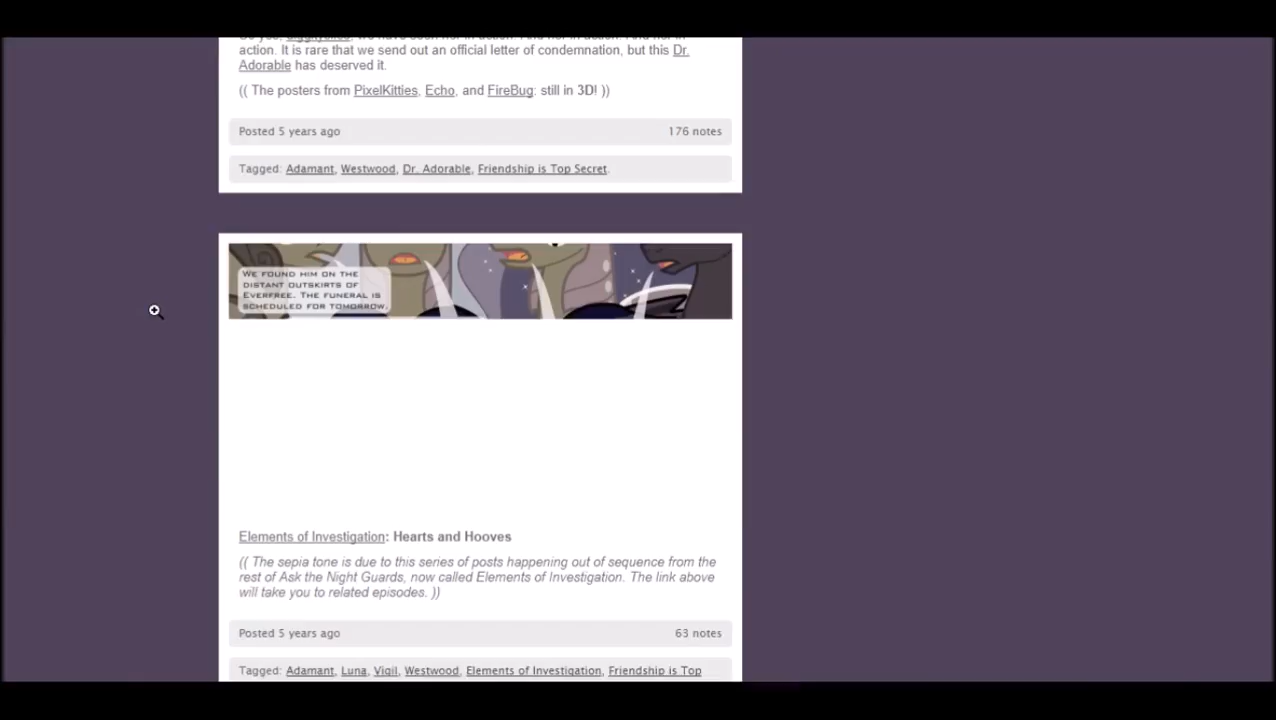 action. It is rare that we send out an official letter of condemnation, but this Dr.
Adorable has deserved it.
(( The posters from PixelKitties, Echo, and FireBug: still in 3D! ))
Posted 5 years ago
176 notes
Tagged: Adamant, Westwood, Dr. Adorable, Friendship is Top Secret.
WE FOUND HIM ON THE
DISTANT OUTSKIRTS OF
EVERFREE. THE FUNERAL IS
SCHEDULED FOR TOMORROW.
Elements of Investigation: Hearts and Hooves
(( The sepia tone is due to this series of posts happening out of sequence from the
rest of Ask the Night Guards, now called Elements of Investigation. The link above
will take you to related episodes. ))
Posted 5 years ago
63 notes
Tagged: Adamant, Luna, Vigil, Westwood, Elements of Investigation, Friendship is Top